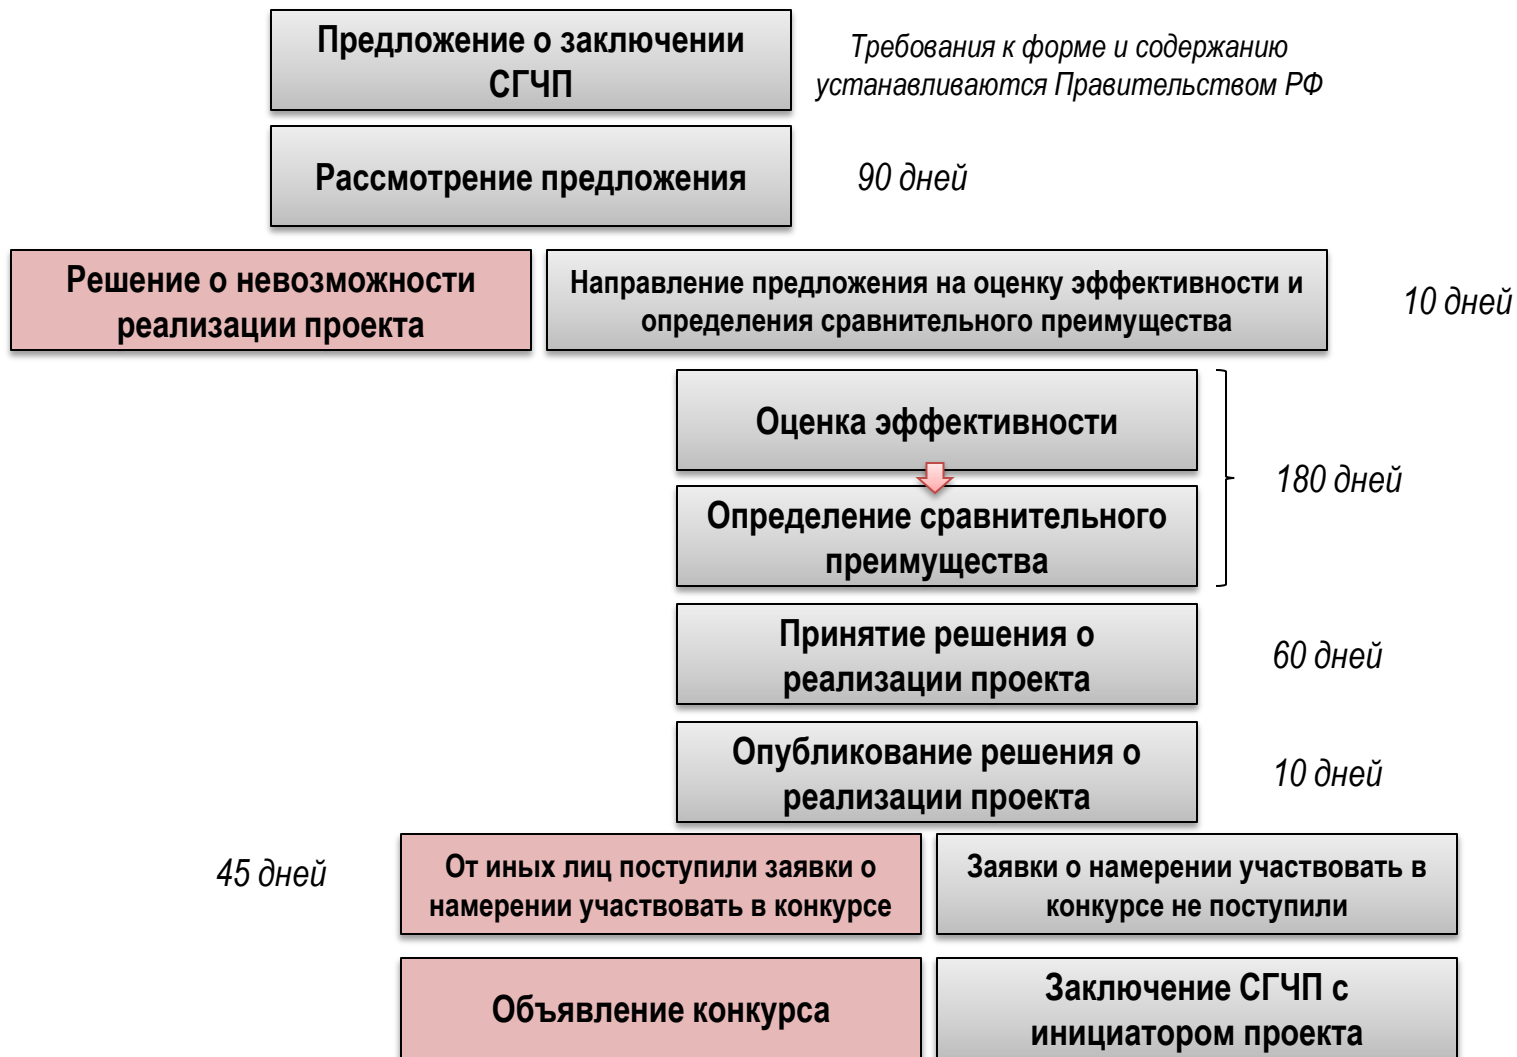 Предложение о заключении
СГЧП
Требования к форме и содержанию
устанавливаются Правительством РФ
Рассмотрение предложения
90 дней
Решение о невозможности
реализации проекта
Направление предложения на оценку эффективности и
определения сравнительного преимущества
10 дней
Оценка эффективности
Определение сравнительного
преимущества
180 дней
Принятие решения о
реализации проекта
60 дней
Опубликование решения о
реализации проекта
10 дней
45 дней
От иных лиц поступили заявки о
намерении участвовать в конкурсе
Заявки о намерении участвовать в
конкурсе не поступили
Объявление конкурса
Заключение СГЧП с
инициатором проекта